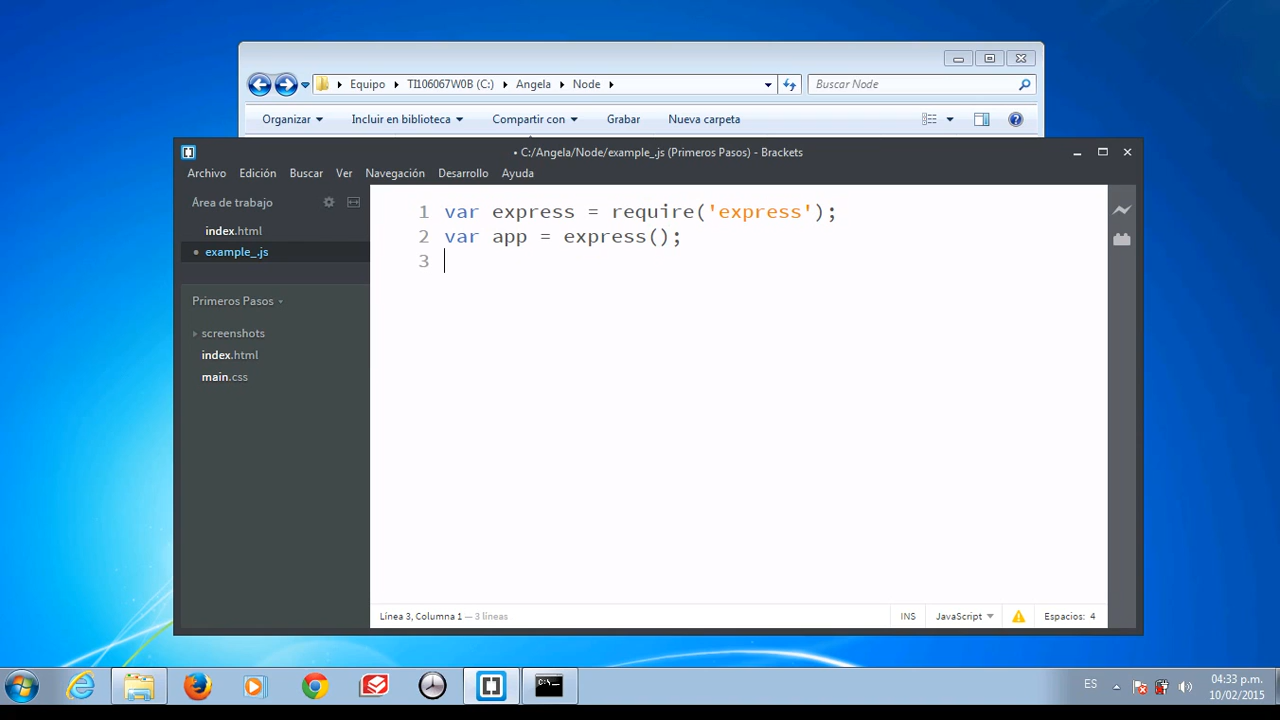 Equipo TI106067W0B (C:) Angela Node Buscar Node
Organizar Incluir en biblioteca Compartir con Grabar Nueva carpeta
• C:/Angela/Node/example_.js (Primeros Pasos) - Brackets
Archivo Edición Buscar Ver Navegación Desarrollo Ayuda
Área de trabajo
index.html
• example_.js
Primeros Pasos
screenshots
index.html
main.css
1 var express = require('express');
2 var app = express();
3
Línea 3, Columna 1 — 3 líneas INS JavaScript Espacios: 4
ES
04:33 p.m.
10/02/2015